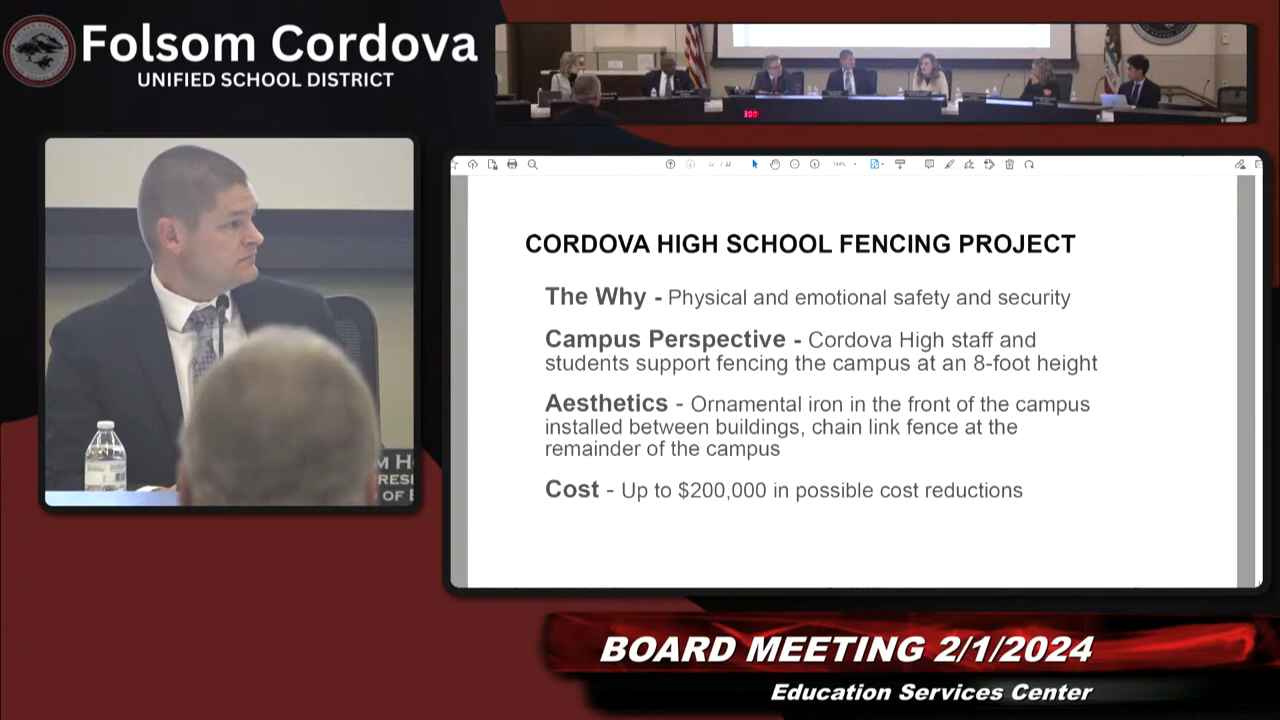 Folsom Cordova
UNIFIED SCHOOL DISTRICT
CORDOVA HIGH SCHOOL FENCING PROJECT
The Why - Physical and emotional safety and security
Campus Perspective - Cordova High staff and
students support fencing the campus at an 8-foot height
Aesthetics - Ornamental iron in the front of the campus
installed between buildings, chain link fence at the
remainder of the campus
Cost - Up to $200,000 in possible cost reductions
BOARD MEETING 2/1/2024
Education Services Center